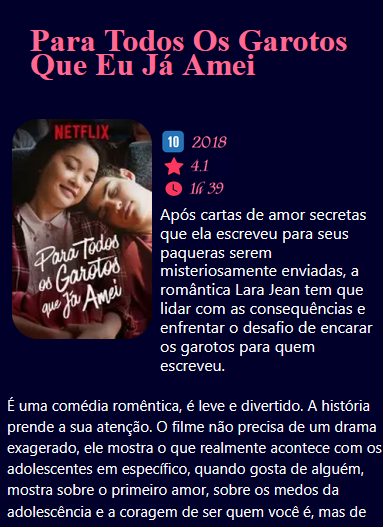 Para Todos Os Garotos
Que Eu Já Amei
NETFLIX
Para Todos
os Garotos
que Já Amei
10 2018
4.1
1h 39
Após cartas de amor secretas
que ela escreveu para seus
paqueras serem
misteriosamente enviadas, a
romântica Lara Jean tem que
lidar com as consequências e
enfrentar o desafio de encarar
os garotos para quem
escreveu.
É uma comédia romêntica, é leve e divertido. A história
prende a sua atenção. O filme não precisa de um drama
exagerado, ele mostra o que realmente acontece com os
adolescentes em específico, quando gosta de alguém,
mostra sobre o primeiro amor, sobre os medos da
adolescência e a coragem de ser quem você é, mas de